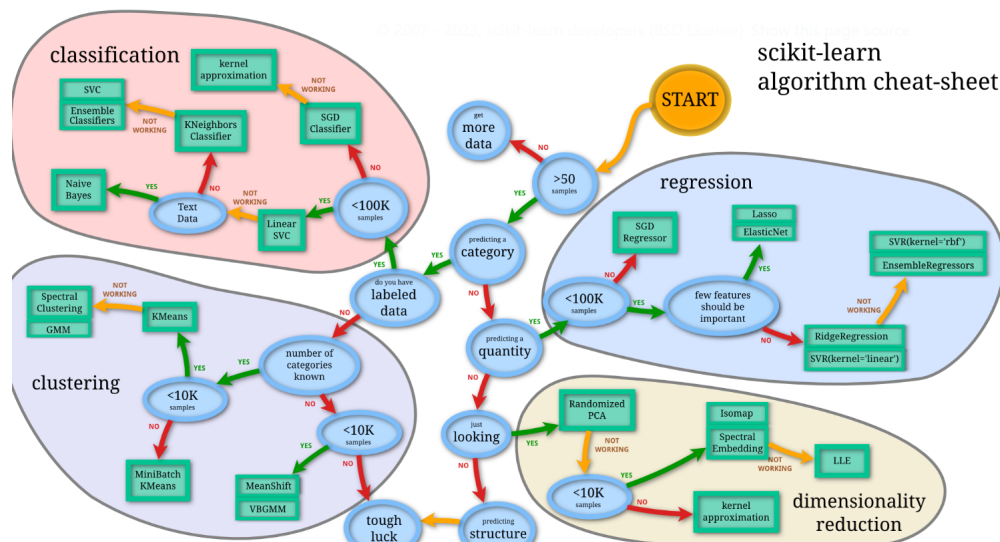 scikit-learn
algorithm cheat-sheet
classification
kernel
approximation
NOT
WORKING
SVC
Ensemble
Classifiers
NOT
WORKING
KNeighbors
Classifier
SGD
Classifier
NO
NO
YES
Naive
Bayes
Text
Data
NOT
WORKING
Linear
SVC
YES
<100K
samples
START
get
more
data
NO
>50
samples
YES
predicting a
category
YES
YES
do you have
labeled
data
NO
NO
predicting a
quantity
YES
NO
just
looking
YES
NO
predicting
structure
tough
luck
regression
SGD
Regressor
NO
<100K
samples
YES
Lasso
ElasticNet
YES
few features
should be
important
NO
SVR(kernel='rbf')
EnsembleRegressors
NOT
WORKING
RidgeRegression
SVR(kernel='linear')
clustering
Spectral
Clustering
GMM
NOT
WORKING
KMeans
YES
<10K
samples
YES
number of
categories
known
NO
NO
MiniBatch
KMeans
<10K
samples
YES
NO
MeanShift
VBGMM
dimensionality
reduction
Randomized
PCA
NOT
WORKING
<10K
samples
YES
NO
Isomap
Spectral
Embedding
NOT
WORKING
LLE
kernel
approximation